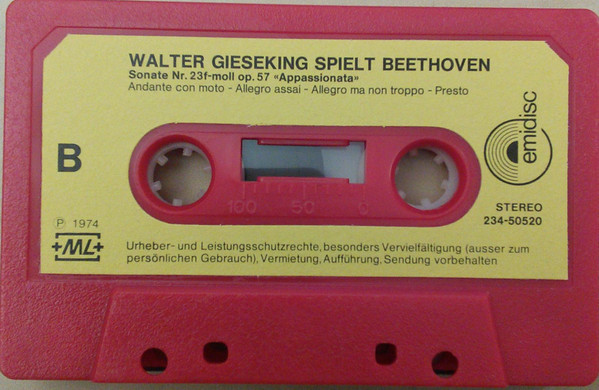 WALTER GIESEKING SPIELT BEETHOVEN
Sonate Nr. 23f-moll op. 57 «Appassionata»
Andante con moto - Allegro assai - Allegro ma non troppo - Presto
B
emidisc
100 50 0
STEREO
234-50520
℗ 1974
+ML+
Urheber- und Leistungsschutzrechte, besonders Vervielfältigung (ausser zum
persönlichen Gebrauch), Vermietung, Aufführung, Sendung vorbehalten